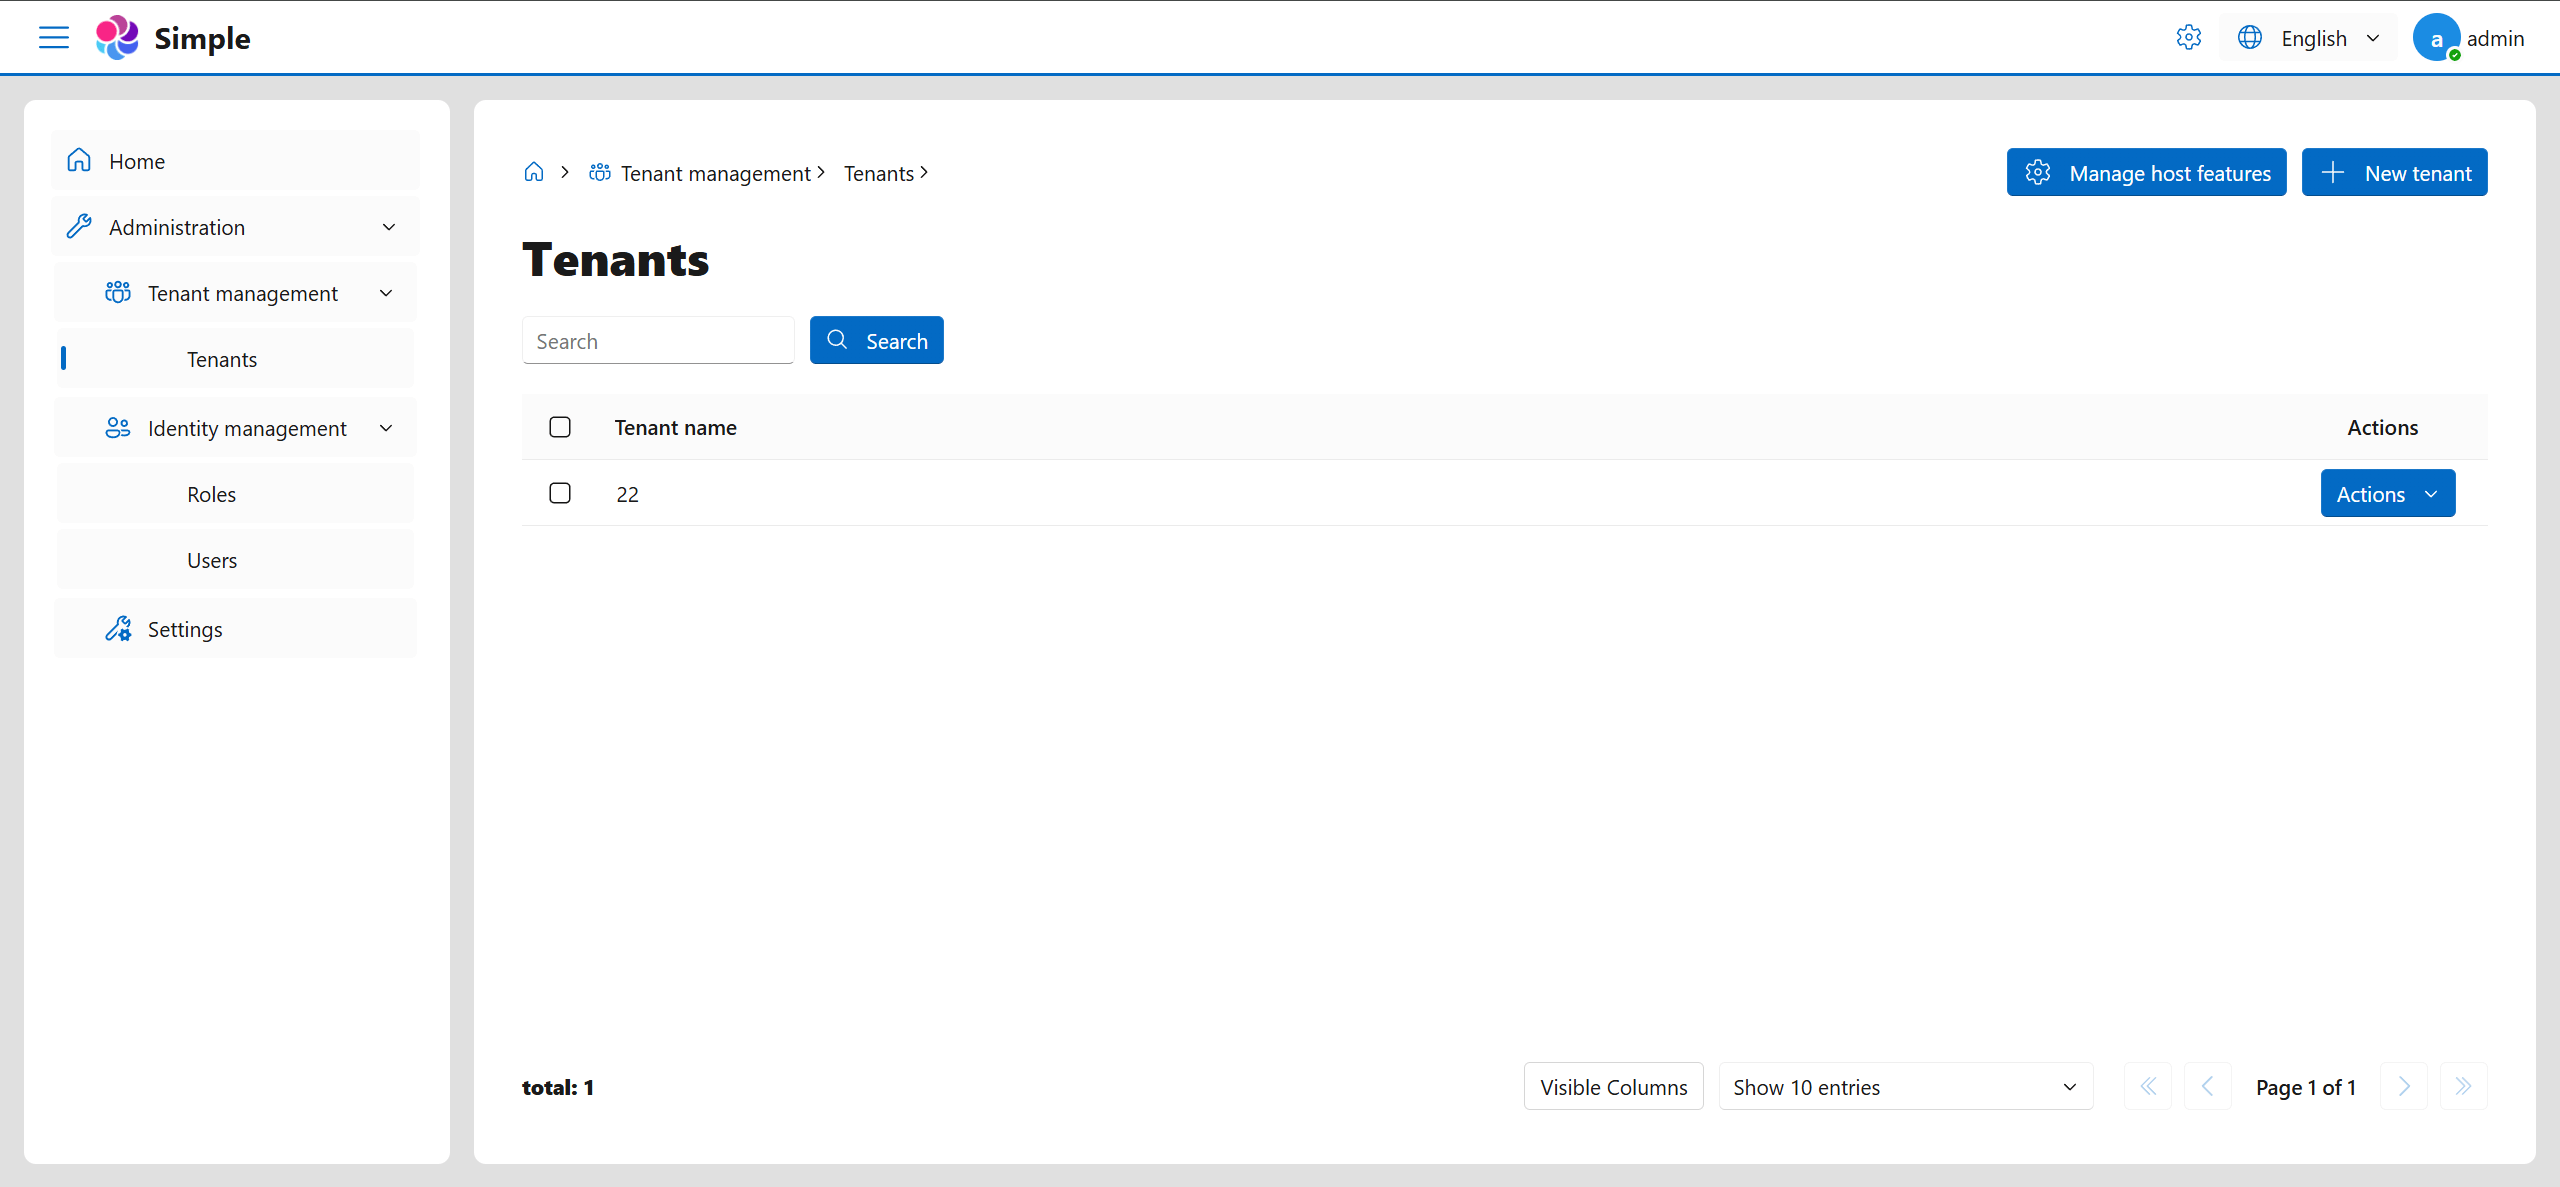 Simple
English
a
admin
Home
Administration
Tenant management
Tenants
Identity management
Roles
Users
Settings
Tenant management
Tenants
Manage host features
New tenant
Tenants
Search
Search
Tenant name
Actions
22
Actions
total: 1
Visible Columns
Show 10 entries
Page 1 of 1